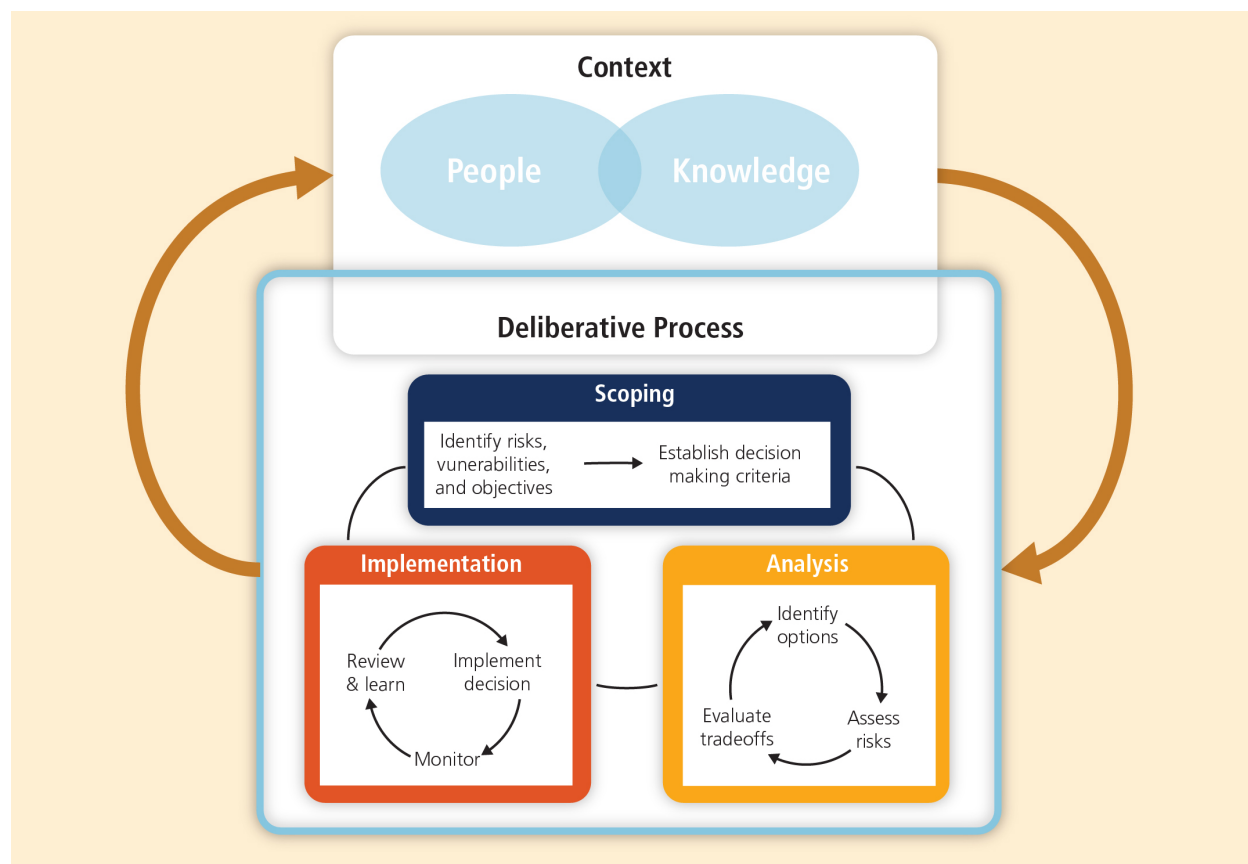 Context
People
Knowledge
Deliberative Process
Scoping
Identify risks,
vunerabilities,
and objectives
Establish decision
making criteria
Implementation
Review
& learn
Implement
decision
Monitor
Analysis
Identify
options
Assess
risks
Evaluate
tradeoffs